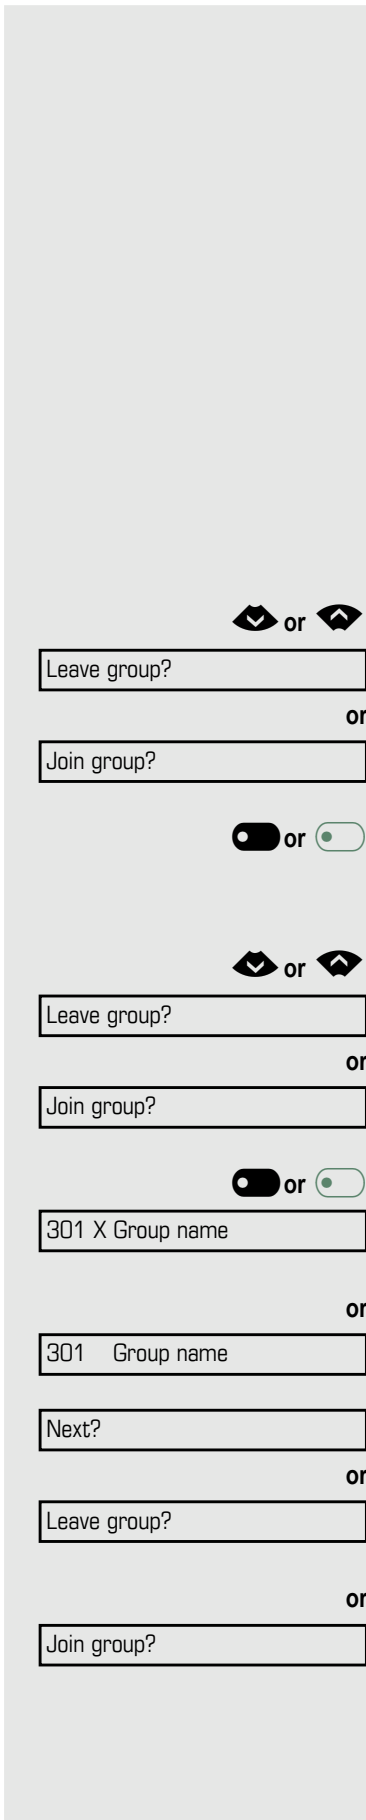 or
Leave group?
or
Join group?
or
or
Leave group?
or
Join group?
or
301 X Group name
or
301 Group name
Next?
or
Leave group?
or
Join group?